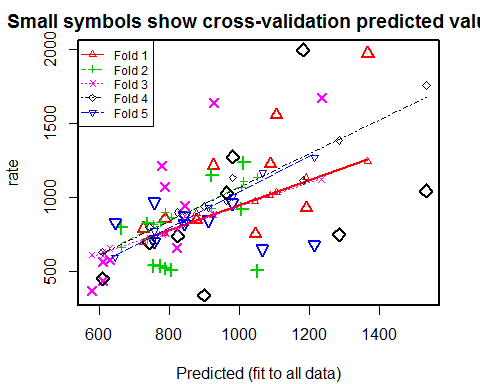 Small symbols show cross-validation predicted valu
Fold 1
Fold 2
Fold 3
Fold 4
Fold 5
rate
2000
1500
1000
500
600 800 1000 1200 1400
Predicted (fit to all data)